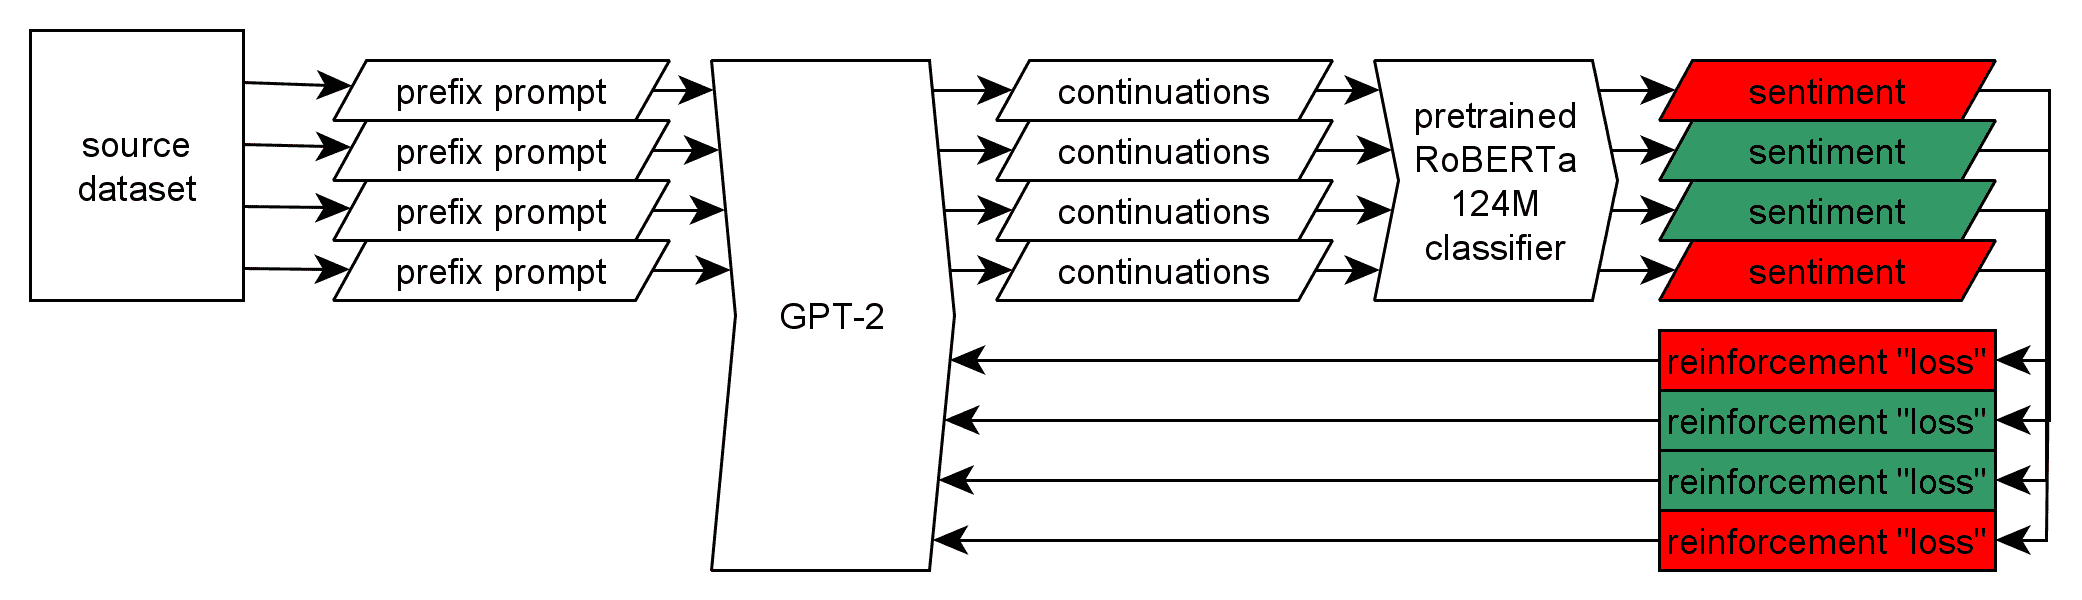 source
dataset
prefix prompt
prefix prompt
prefix prompt
prefix prompt
GPT-2
continuations
continuations
continuations
continuations
pretrained
RoBERTa
124M
classifier
sentiment
sentiment
sentiment
sentiment
reinforcement "loss"
reinforcement "loss"
reinforcement "loss"
reinforcement "loss"